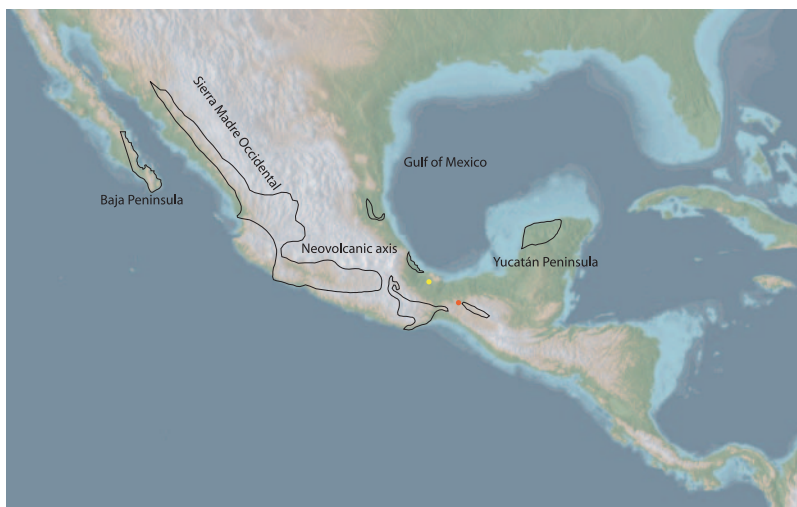 Sierra Madre Occidental
Gulf of Mexico
Baja Peninsula
Neovolcanic axis
Yucatán Peninsula